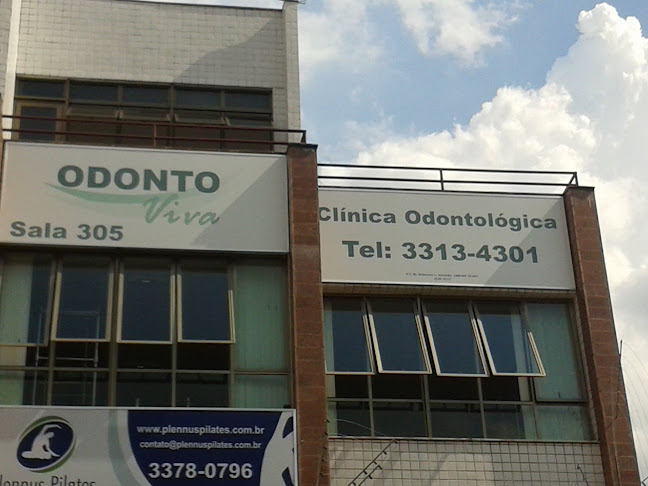 ODONTO
Viva
Sala 305
Clínica Odontológica
Tel: 3313-4301
www.plennuspilates.com.br
contato@plennuspilates.com.br
3378-0796
Pilates